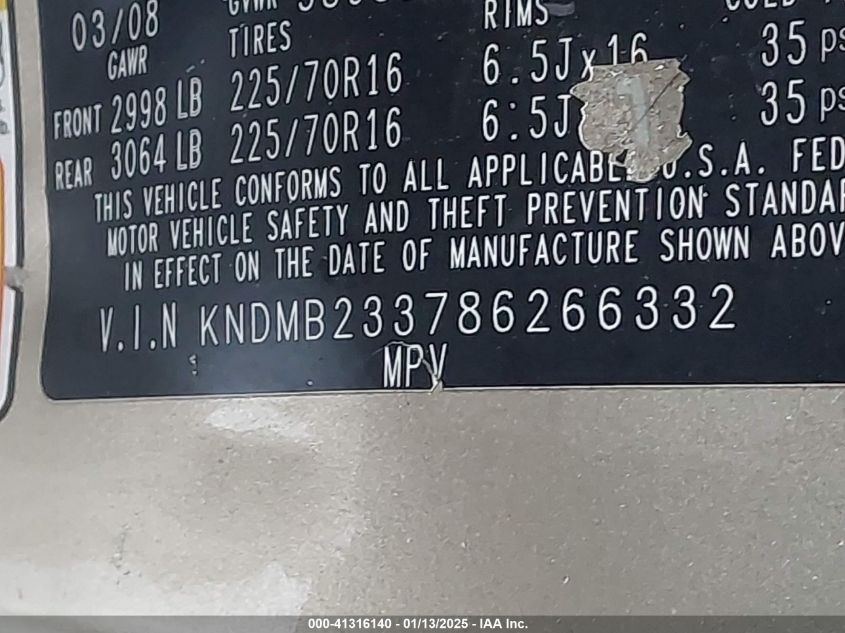 03/08 GVWR RIMS
GAWR TIRES
FRONT 2998 LB 225/70R16 6.5Jx16 35 ps
REAR 3064 LB 225/70R16 6.5J 35 ps
THIS VEHICLE CONFORMS TO ALL APPLICABLE U.S.A. FED
MOTOR VEHICLE SAFETY AND THEFT PREVENTION STANDAR
IN EFFECT ON THE DATE OF MANUFACTURE SHOWN ABOV
V.I.N KNDMB233786266332
MPV
000-41316140 - 01/13/2025 - IAA Inc.